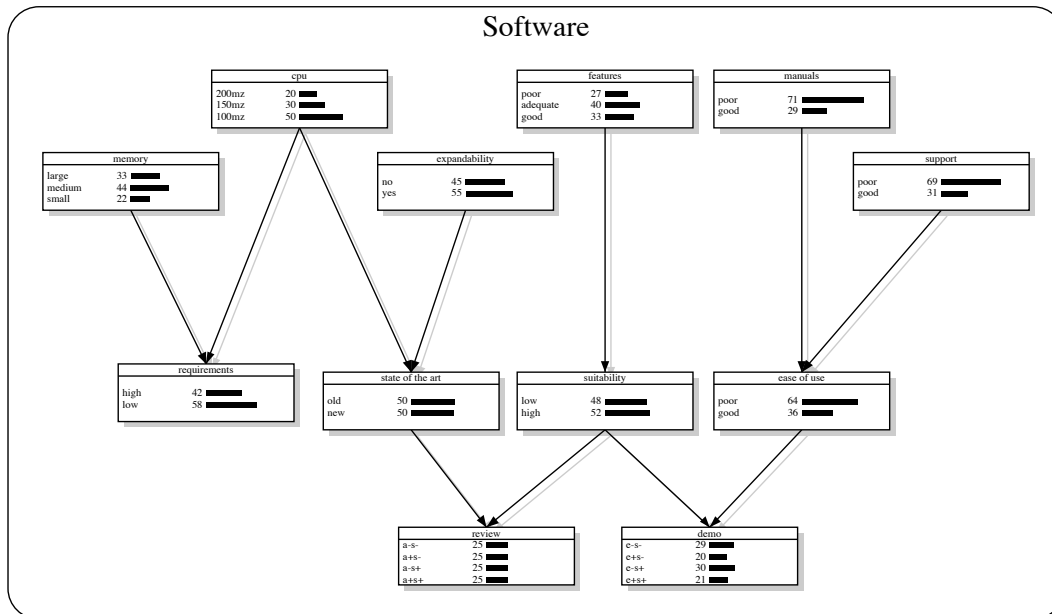 Software
cpu
200mz 20
150mz 30
100mz 50
features
poor 27
adequate 40
good 33
manuals
poor 71
good 29
memory
large 33
medium 44
small 22
expandability
no 45
yes 55
support
poor 69
good 31
requirements
high 42
low 58
state of the art
old 50
new 50
suitability
low 48
high 52
ease of use
poor 64
good 36
review
a-s- 25
a+s- 25
a-s+ 25
a+s+ 25
demo
e-s- 29
e+s- 20
e-s+ 30
e+s+ 21